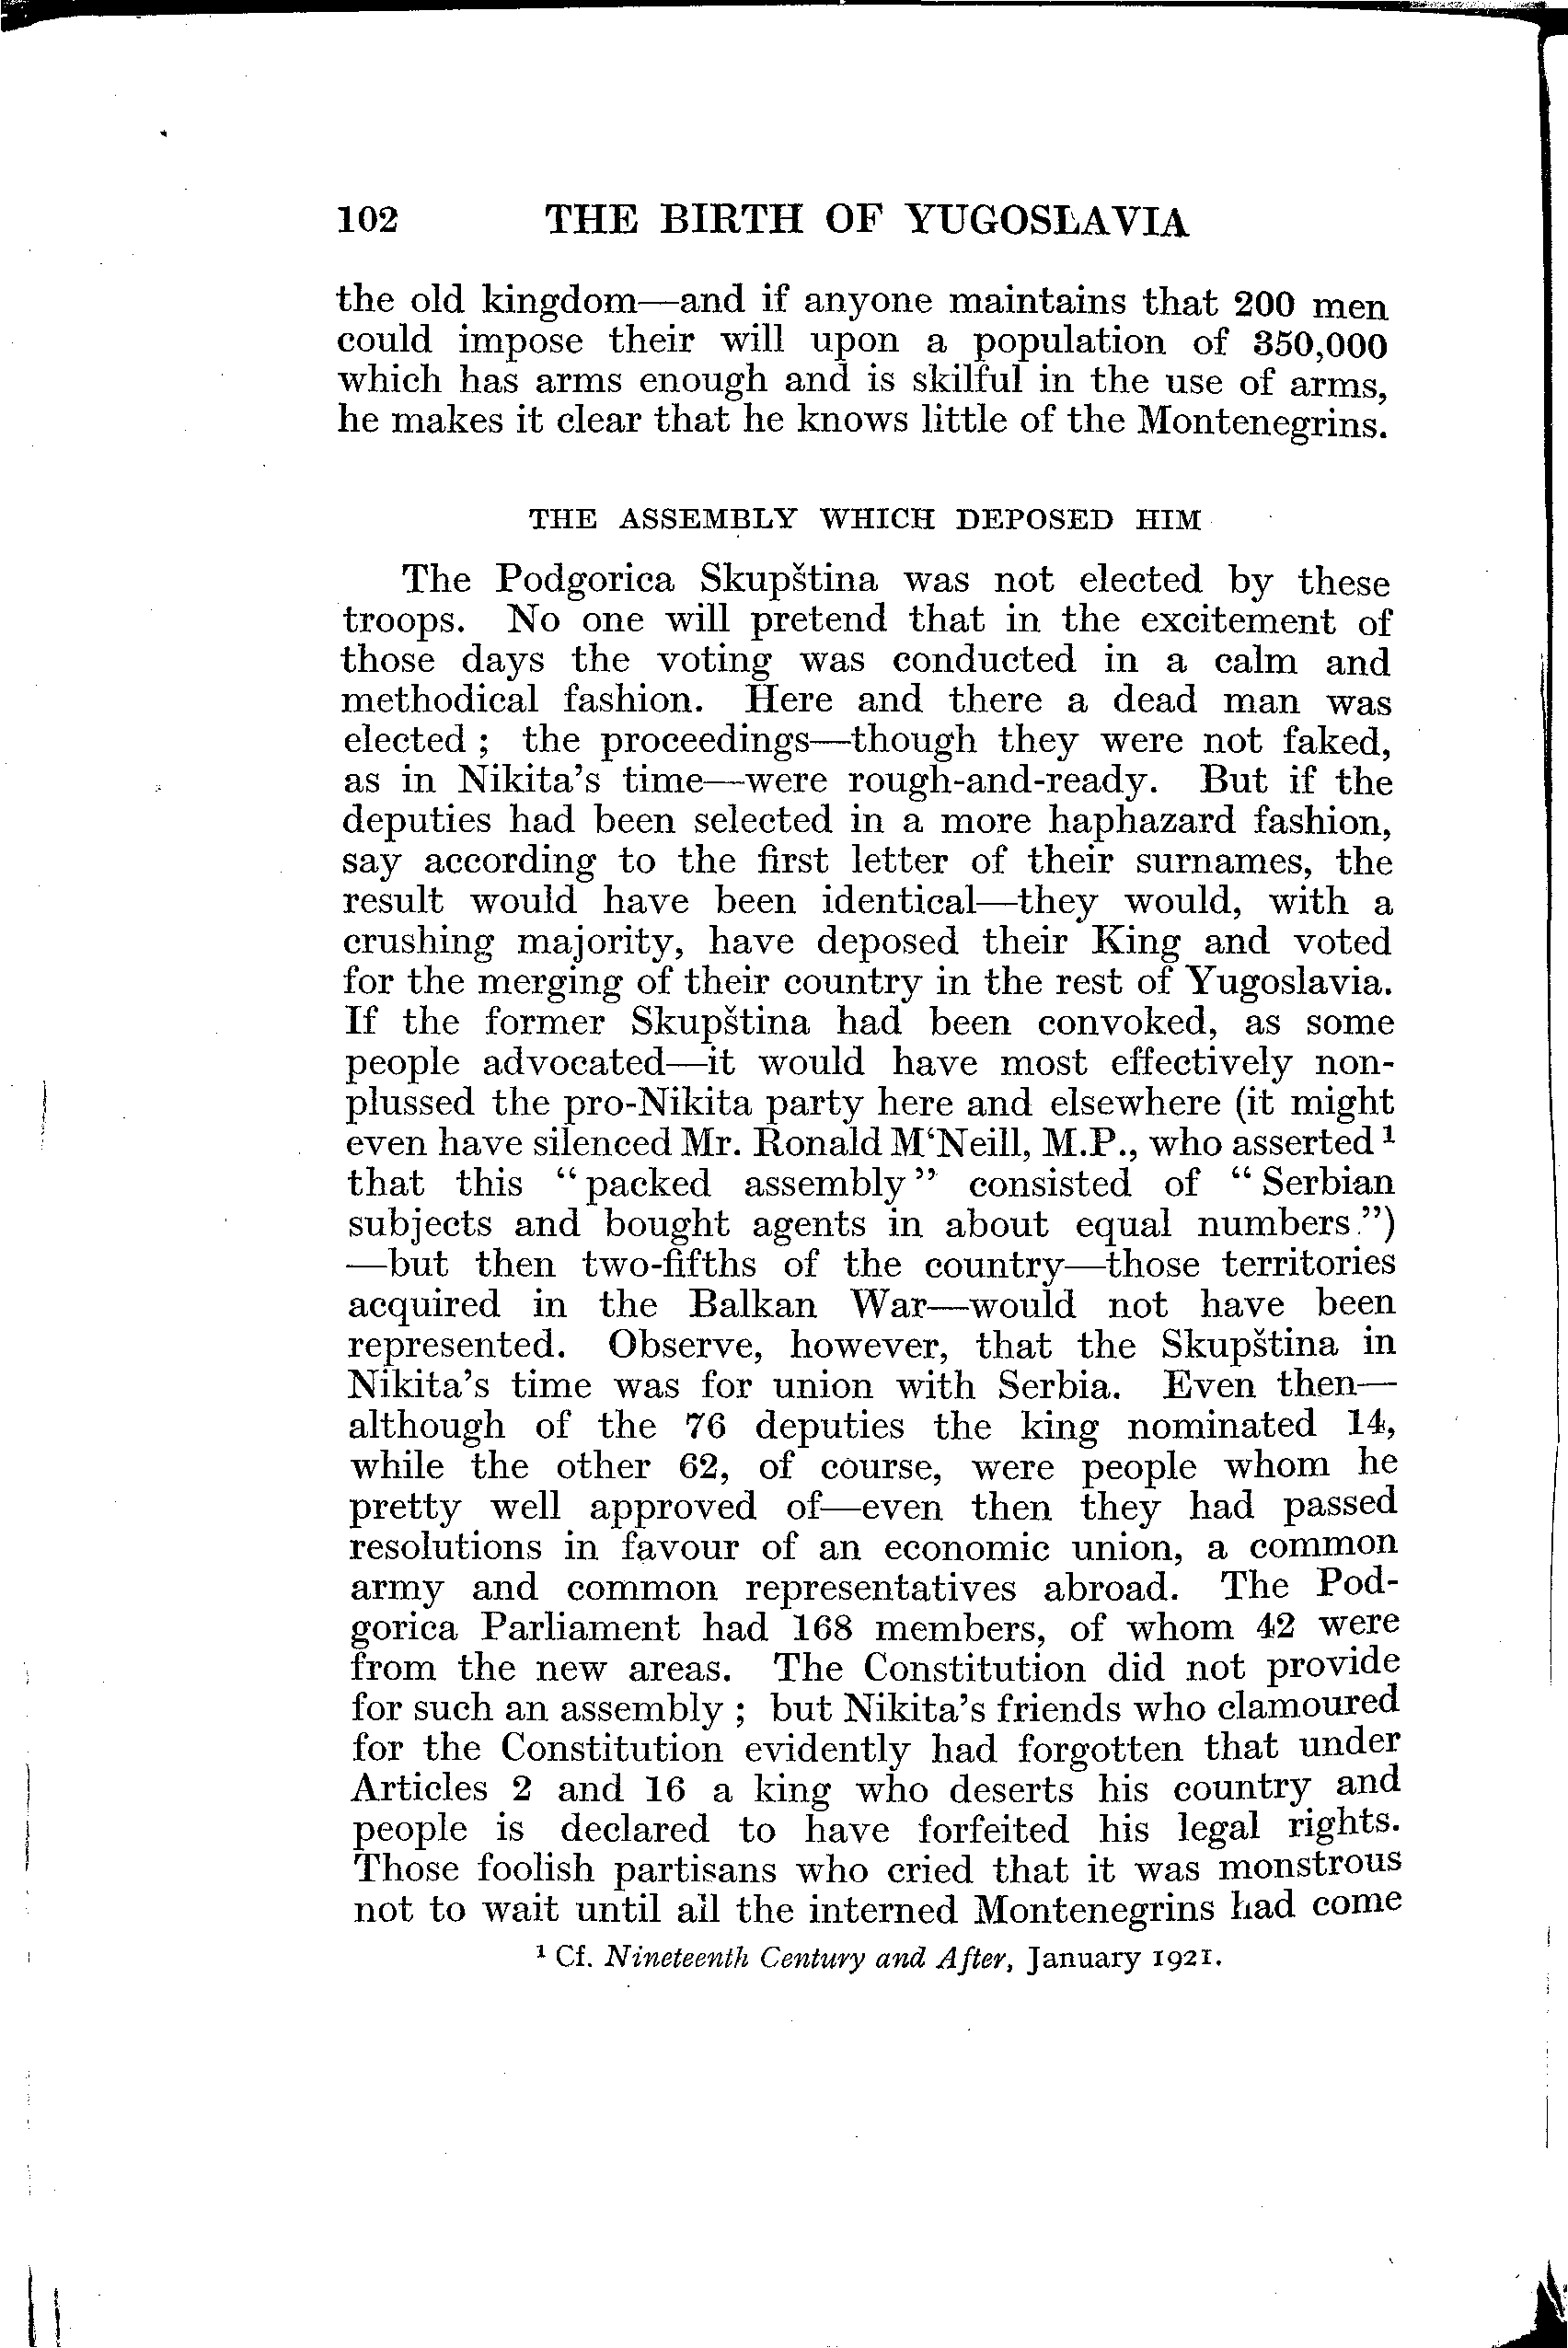 102 THE BIRTH OF YUGOSLAVIA
the old kingdom—and if anyone maintains that 200 men
could impose their will upon a population of 350,000
which has arms enough and is skilful in the use of arms,
he makes it clear that he knows little of the Montenegrins.
THE ASSEMBLY WHICH DEPOSED HIM
The Podgorica Skupština was not elected by these
troops. No one will pretend that in the excitement of
those days the voting was conducted in a calm and
methodical fashion. Here and there a dead man was
elected ; the proceedings—though they were not faked,
as in Nikita's time—were rough-and-ready. But if the
deputies had been selected in a more haphazard fashion,
say according to the first letter of their surnames, the
result would have been identical—they would, with a
crushing majority, have deposed their King and voted
for the merging of their country in the rest of Yugoslavia.
If the former Skupština had been convoked, as some
people advocated—it would have most effectively non-
plussed the pro-Nikita party here and elsewhere (it might
even have silenced Mr. Ronald M‘Neill, M.P., who asserted ¹
that this “packed assembly” consisted of “Serbian
subjects and bought agents in about equal numbers.”)
—but then two-fifths of the country—those territories
acquired in the Balkan War—would not have been
represented. Observe, however, that the Skupština in
Nikita's time was for union with Serbia. Even then—
although of the 76 deputies the king nominated 14,
while the other 62, of course, were people whom he
pretty well approved of—even then they had passed
resolutions in favour of an economic union, a common
army and common representatives abroad. The Pod-
gorica Parliament had 168 members, of whom 42 were
from the new areas. The Constitution did not provide
for such an assembly ; but Nikita's friends who clamoured
for the Constitution evidently had forgotten that under
Articles 2 and 16 a king who deserts his country and
people is declared to have forfeited his legal rights.
Those foolish partisans who cried that it was monstrous
not to wait until all the interned Montenegrins had come
¹ Cf. Nineteenth Century and After, January 1921.